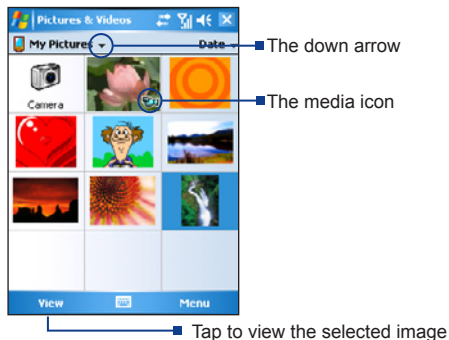 Pictures & Videos
My Pictures Date
The down arrow
Camera
The media icon
View Menu
Tap to view the selected image